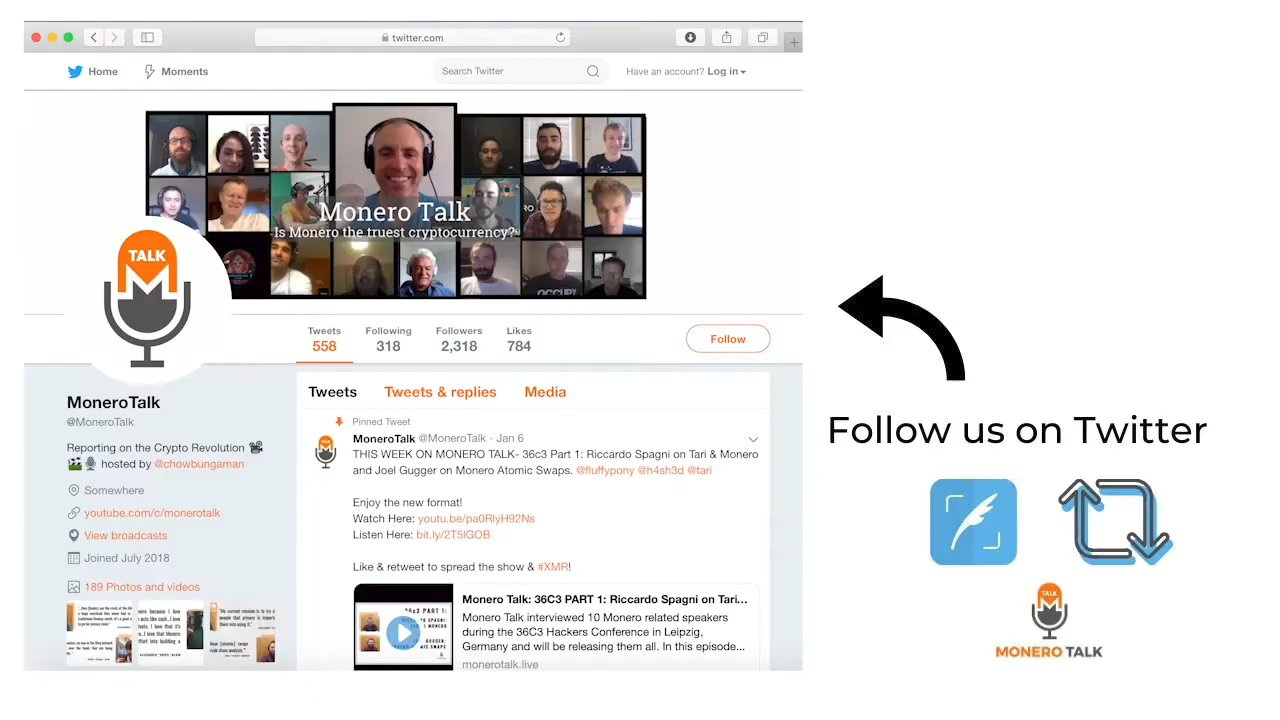 twitter.com
Home
Moments
Search Twitter
Have an account? Log in
Monero Talk
Is Monero the truest cryptocurrency?
OCCUPY
TALK
Tweets Following Followers Likes
558 318 2,318 784
Follow
Tweets Tweets & replies Media
MoneroTalk
@MoneroTalk
Reporting on the Crypto Revolution
hosted by @chowbungaman
Somewhere
youtube.com/c/monerotalk
View broadcasts
Joined July 2018
189 Photos and videos
Pinned Tweet
MoneroTalk @MoneroTalk · Jan 6
THIS WEEK ON MONERO TALK- 36c3 Part 1: Riccardo Spagni on Tari & Monero
and Joel Gugger on Monero Atomic Swaps. @fluffypony @h4sh3d @tari
Enjoy the new format!
Watch Here: youtu.be/pa0RlyH92Ns
Listen Here: bit.ly/2T5IGOB
Like & retweet to spread the show & #XMR!
Monero Talk: 36C3 PART 1: Riccardo Spagni on Tari...
Monero Talk interviewed 10 Monero related speakers
during the 36C3 Hackers Conference in Leipzig,
Germany and will be releasing them all. In this episode...
monerotalk.live
Follow us on Twitter
TALK
MONERO TALK